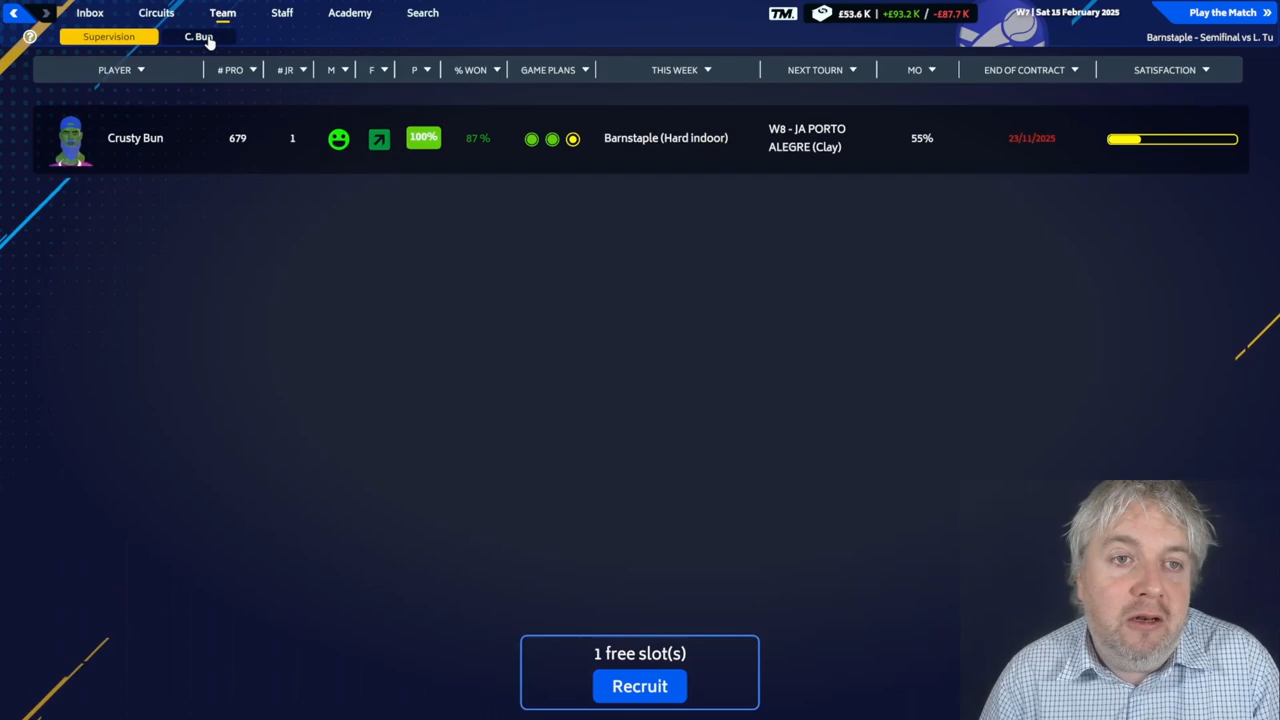 Inbox Circuits Team Staff Academy Search TM. £53.6 K | +£93.2 K / -£87.7 K W7 | Sat 15 February 2025 Play the Match
Supervision C. Bun Barnstaple - Semifinal vs L. Tu
PLAYER # PRO # JR M F P % WON GAME PLANS THIS WEEK NEXT TOURN MO END OF CONTRACT SATISFACTION
Crusty Bun 679 1 100% 87 % Barnstaple (Hard indoor) W8 - JA PORTO ALEGRE (Clay) 55% 23/11/2025
1 free slot(s)
Recruit